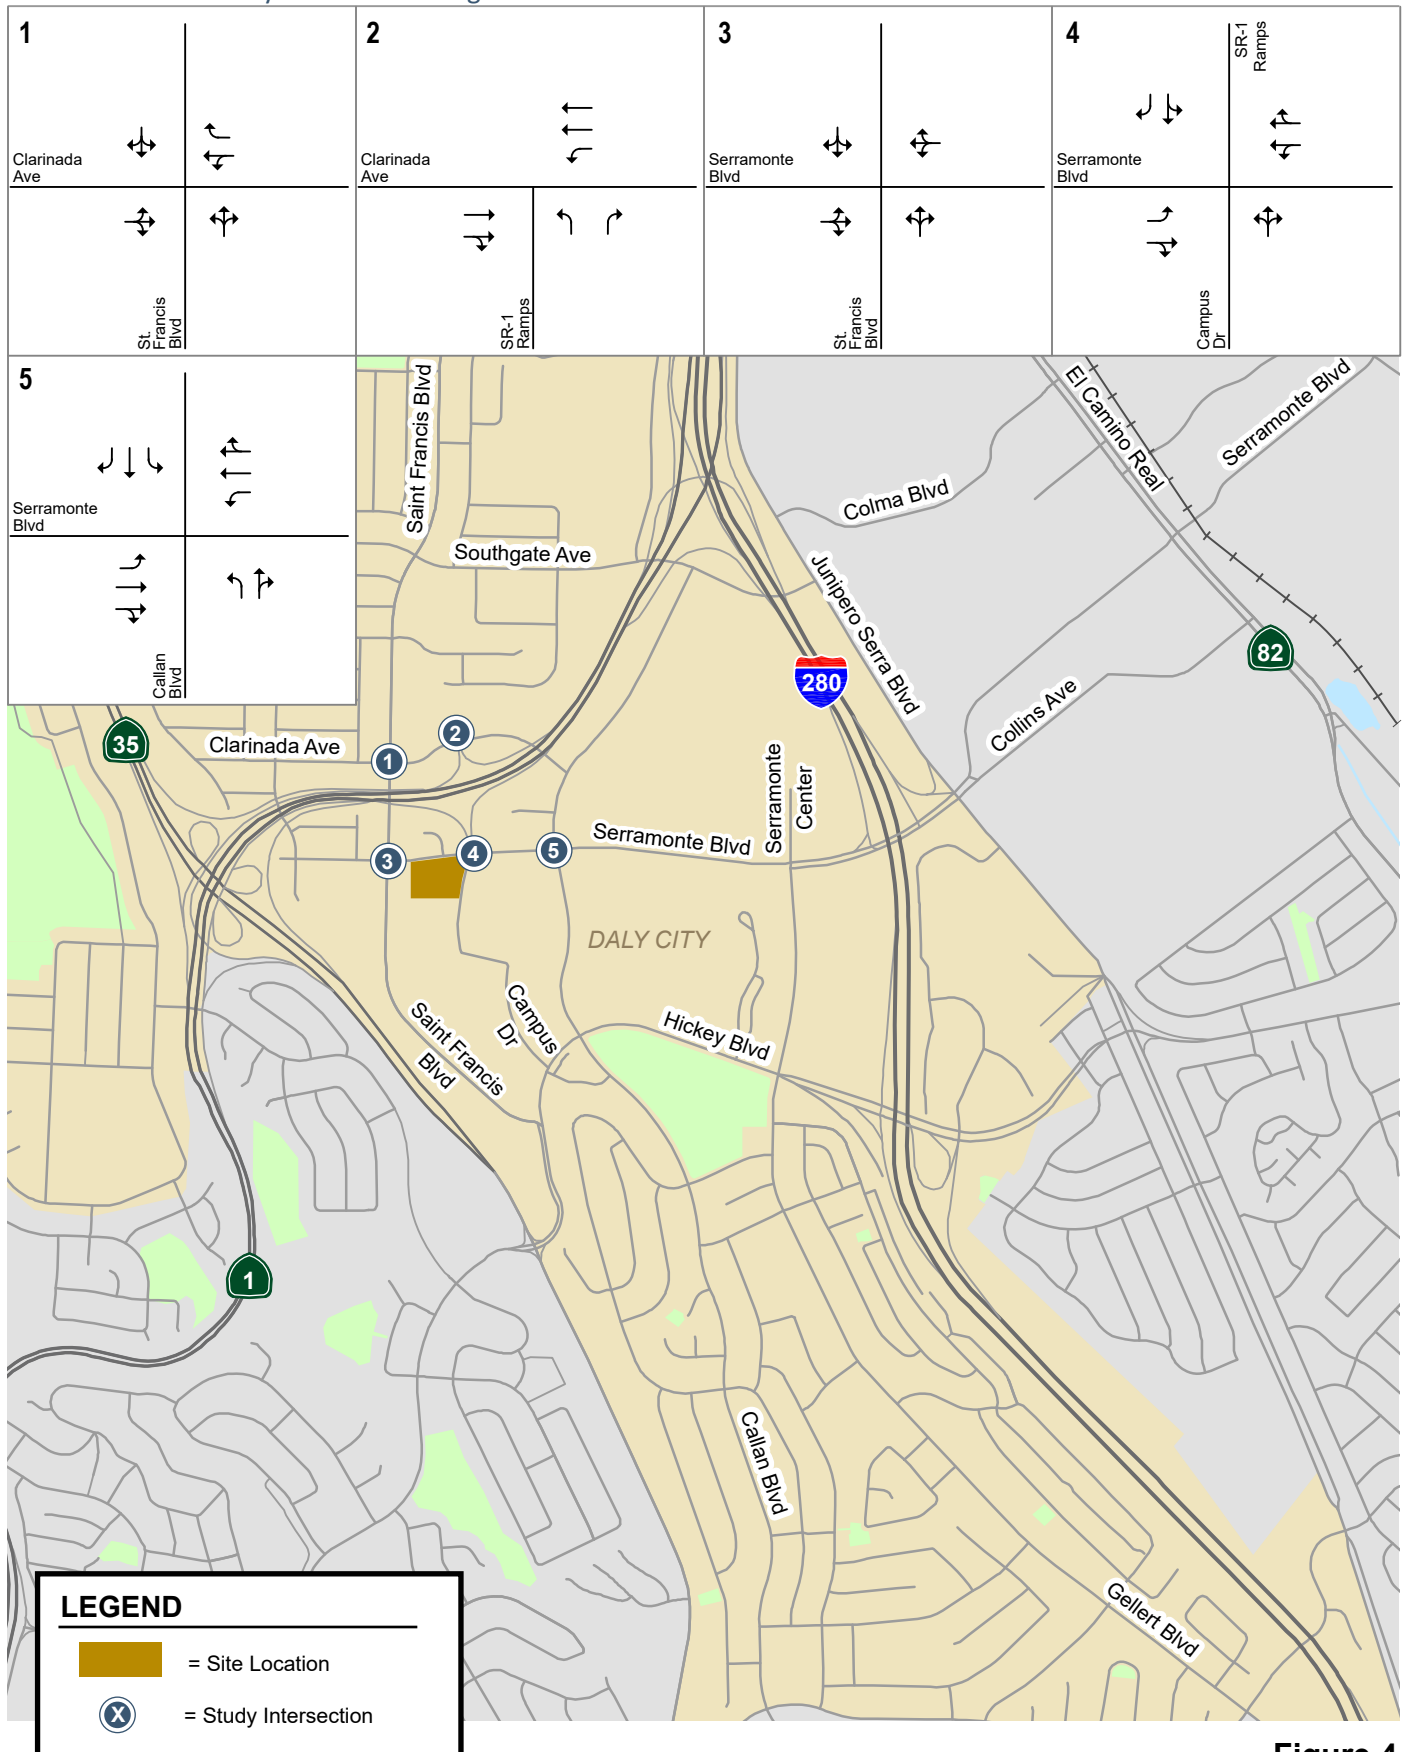 1
Clarinada
Ave
St.
Francis
Blvd
2
Clarinada
Ave
SR-1
Ramps
3
Serramonte
Blvd
St.
Francis
Blvd
4
SR-1
Ramps
Serramonte
Blvd
Campus
Dr
5
Serramonte
Blvd
Callan
Blvd
Saint Francis Blvd
Southgate Ave
Colma Blvd
El Camino Real
Serramonte Blvd
Junipero Serra Blvd
82
280
Collins Ave
35
Clarinada Ave
1
2
Serramonte
Center
3
4
5
Serramonte Blvd
DALY CITY
Campus
Dr
Saint Francis
Blvd
Hickey Blvd
1
Callan Blvd
Gellert Blvd
LEGEND
= Site Location
X
= Study Intersection